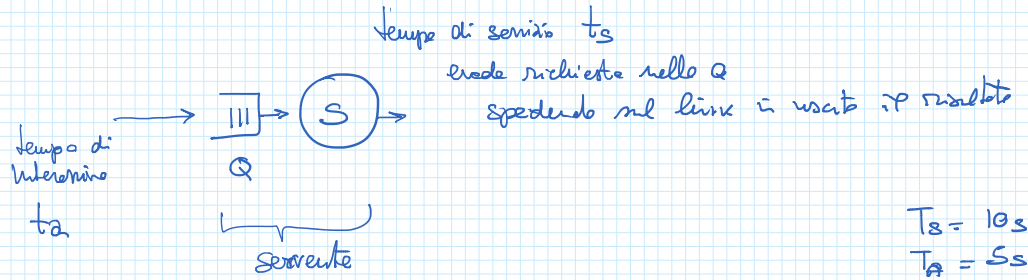 tempo di servizio ts
evade richieste nella Q
spedendo sul link in uscita il risultato
S
tempo di
interarrivo
Q
ta
servente
Ts = 10s
TA = 5s